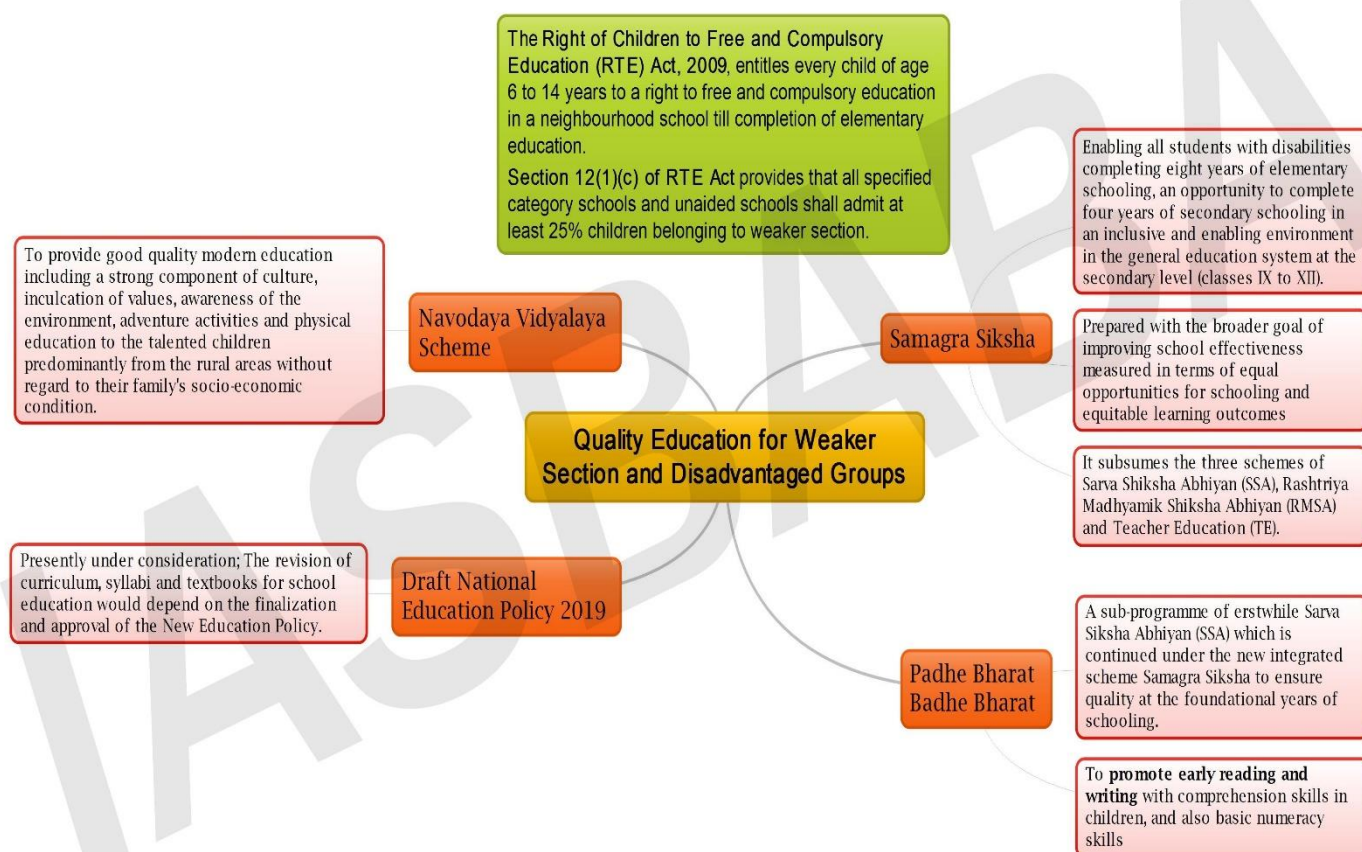 The Right of Children to Free and Compulsory
Education (RTE) Act, 2009, entitles every child of age
6 to 14 years to a right to free and compulsory education
in a neighbourhood school till completion of elementary
education.
Section 12(1)(c) of RTE Act provides that all specified
category schools and unaided schools shall admit at
least 25% children belonging to weaker section.
To provide good quality modern education
including a strong component of culture,
inculcation of values, awareness of the
environment, adventure activities and physical
education to the talented children
predominantly from the rural areas without
regard to their family's socio-economic
condition.
Navodaya Vidyalaya
Scheme
Samagra Siksha
Enabling all students with disabilities
completing eight years of elementary
schooling, an opportunity to complete
four years of secondary schooling in
an inclusive and enabling environment
in the general education system at the
secondary level (classes IX to XII).
Prepared with the broader goal of
improving school effectiveness
measured in terms of equal
opportunities for schooling and
equitable learning outcomes
It subsumes the three schemes of
Sarva Shiksha Abhiyan (SSA), Rashtriya
Madhyamik Shiksha Abhiyan (RMSA)
and Teacher Education (TE).
Quality Education for Weaker
Section and Disadvantaged Groups
Presently under consideration; The revision of
curriculum, syllabi and textbooks for school
education would depend on the finalization
and approval of the New Education Policy.
Draft National
Education Policy 2019
Padhe Bharat
Badhe Bharat
A sub-programme of erstwhile Sarva
Siksha Abhiyan (SSA) which is
continued under the new integrated
scheme Samagra Siksha to ensure
quality at the foundational years of
schooling.
To promote early reading and
writing with comprehension skills in
children, and also basic numeracy
skills
IASBABA